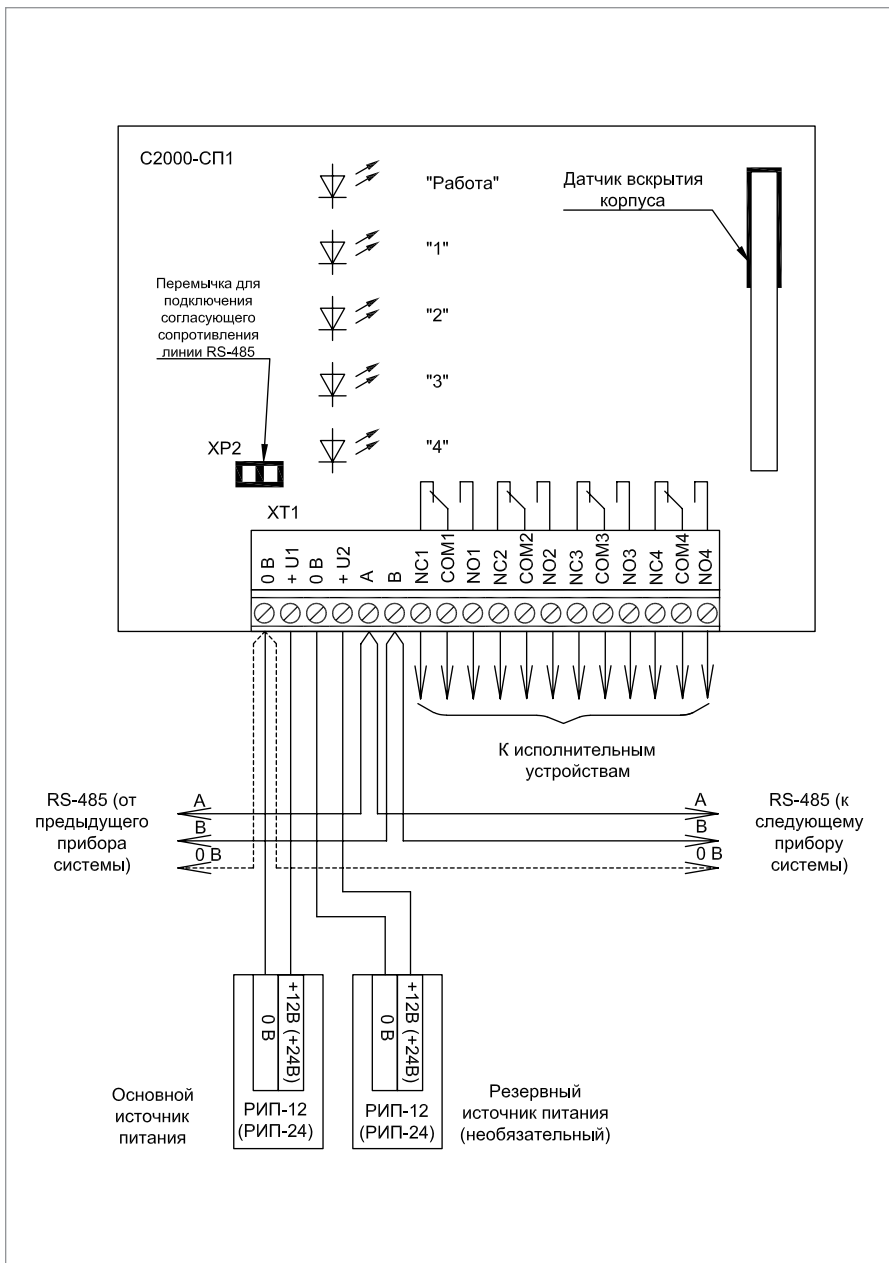 С2000-СП1
"Работа"
Датчик вскрытия
корпуса
"1"
Перемычка для
подключения
согласующего
сопротивления
линии RS-485
"2"
"3"
XP2
"4"
XT1
0 В
+ U1
0 В
+ U2
A
B
NC1
COM1
NO1
NC2
COM2
NO2
NC3
COM3
NO3
NC4
COM4
NO4
К исполнительным
устройствам
RS-485 (от
предыдущего
прибора
системы)
A
B
0 В
A
B
0 В
RS-485 (к
следующему
прибору
системы)
0 В
+12В (+24В)
0 В
+12В (+24В)
Основной
источник
питания
РИП-12
(РИП-24)
РИП-12
(РИП-24)
Резервный
источник питания
(необязательный)